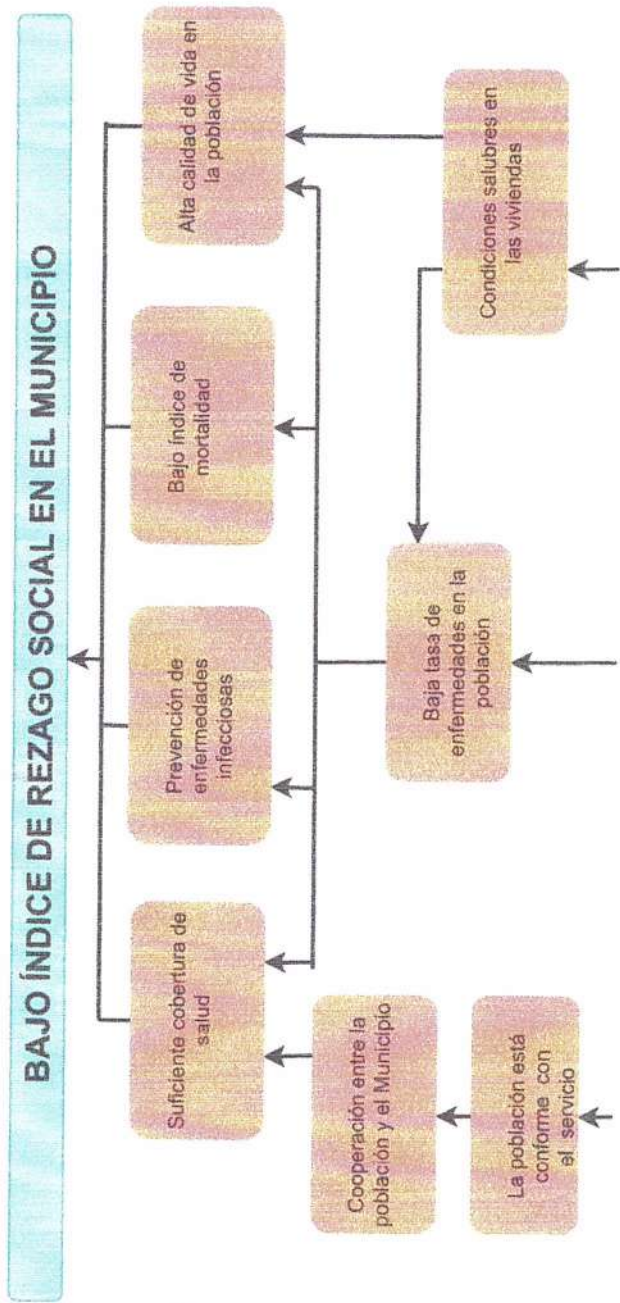 BAJO ÍNDICE DE REZAGO SOCIAL EN EL MUNICIPIO
Suficiente cobertura de
salud
Prevención de
enfermedades
infecciosas
Bajo índice de
mortalidad
Alta calidad de vida en
la población
Cooperación entre la
población y el Municipio
Baja tasa de
enfermedades en la
población
Condiciones salubres en
las viviendas
La población está
conforme con
el servicio